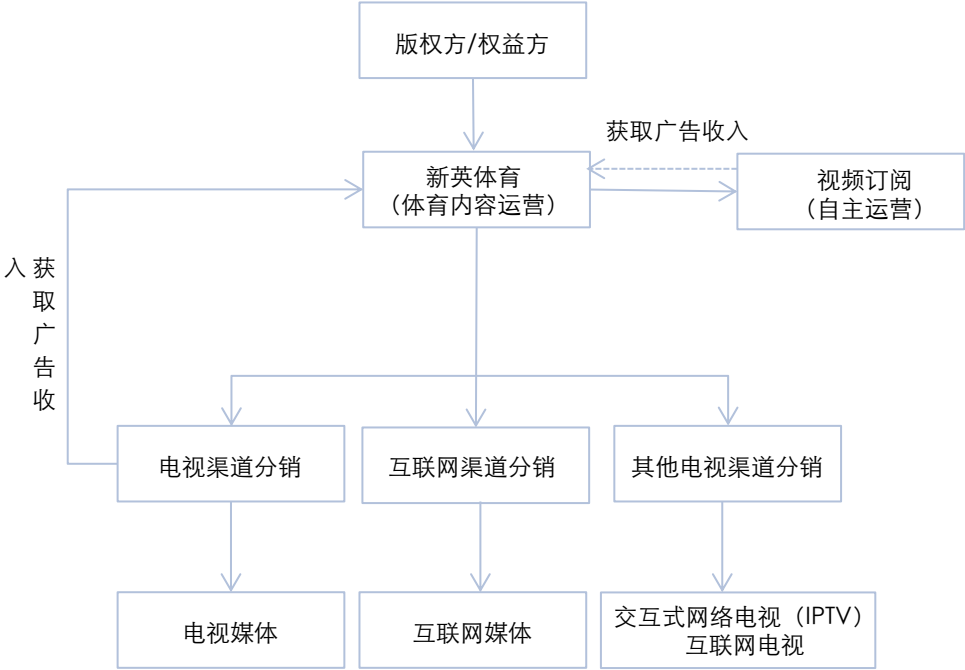 版权方/权益方
获取广告收入
新英体育
（体育内容运营）
视频订阅
（自主运营）
获取广告收
入
电视渠道分销
互联网渠道分销
其他电视渠道分销
电视媒体
互联网媒体
交互式网络电视（IPTV）
互联网电视